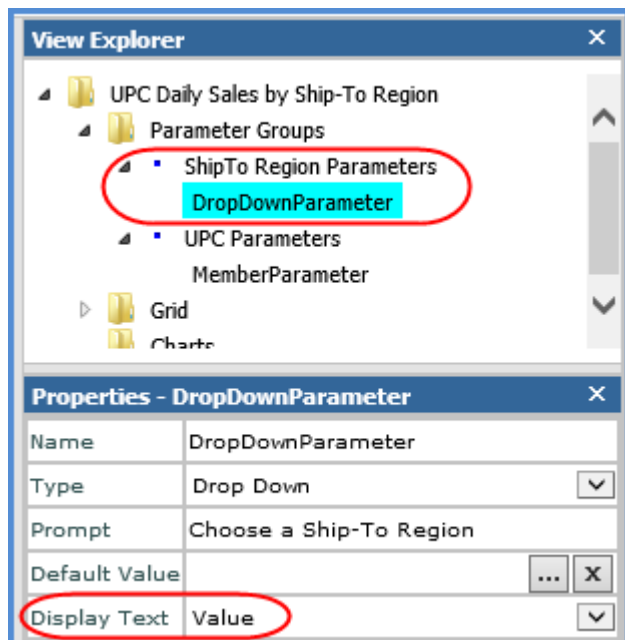 View Explorer
UPC Daily Sales by Ship-To Region
Parameter Groups
ShipTo Region Parameters
DropDownParameter
UPC Parameters
MemberParameter
Grid
Charts
Properties - DropDownParameter
Name DropDownParameter
Type Drop Down
Prompt Choose a Ship-To Region
Default Value ... x
Display Text Value